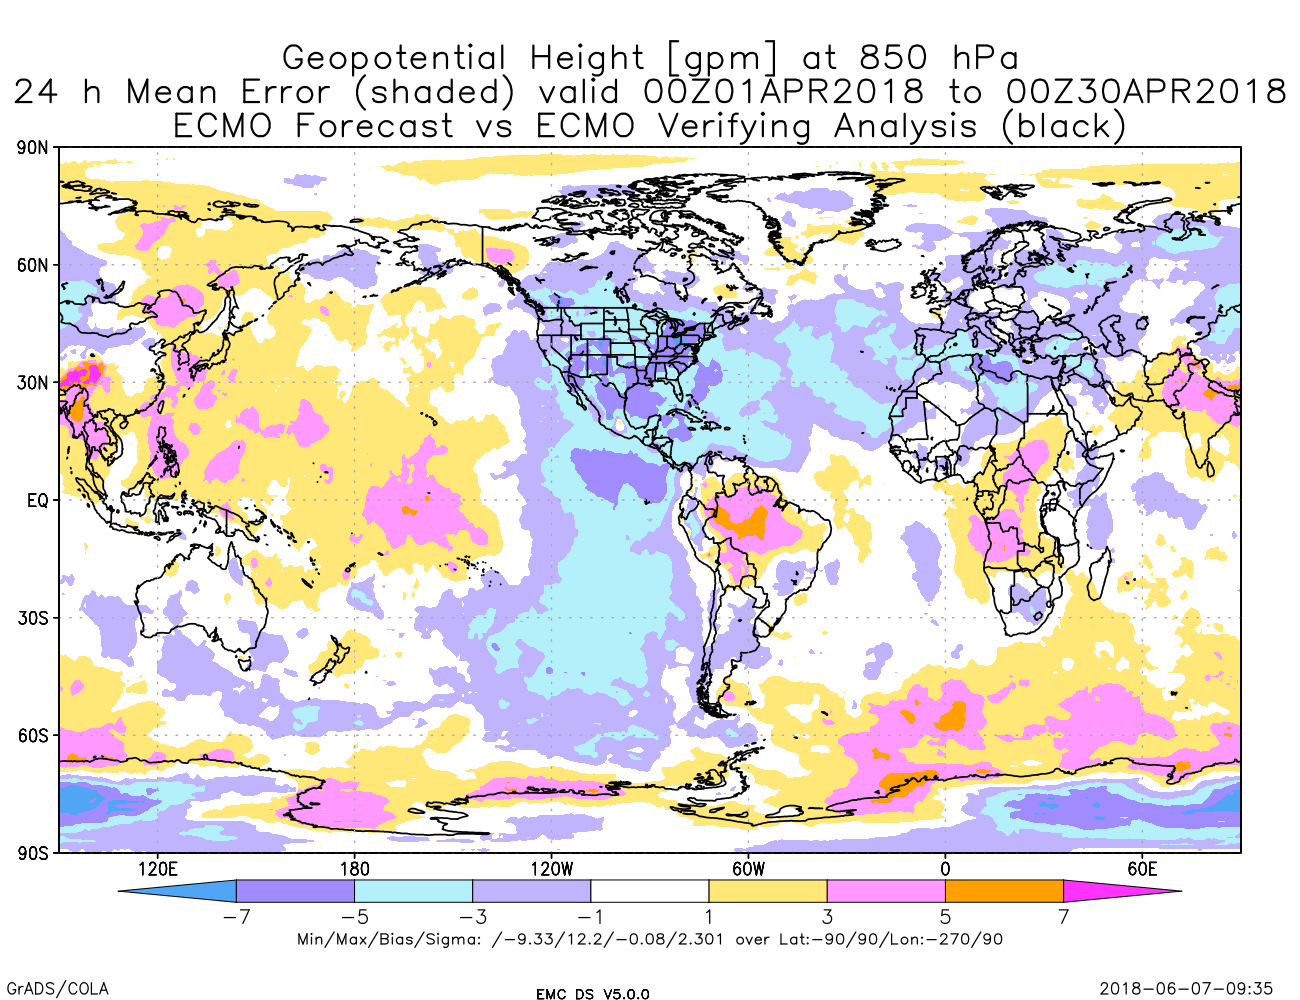 Geopotential Height [gpm] at 850 hPa
24 h Mean Error (shaded) valid 00Z01APR2018 to 00Z30APR2018
ECMO Forecast vs ECMO Verifying Analysis (black)
90N
60N
30N
EQ
30S
60S
90S
120E 180 120W 60W 0 60E
-7 -5 -3 -1 1 3 5 7
Min/Max/Bias/Sigma: /-9.33/12.2/-0.08/2.301 over Lat:-90/90/Lon:-270/90
GrADS/COLA EMC DS V5.0.0 2018-06-07-09:35